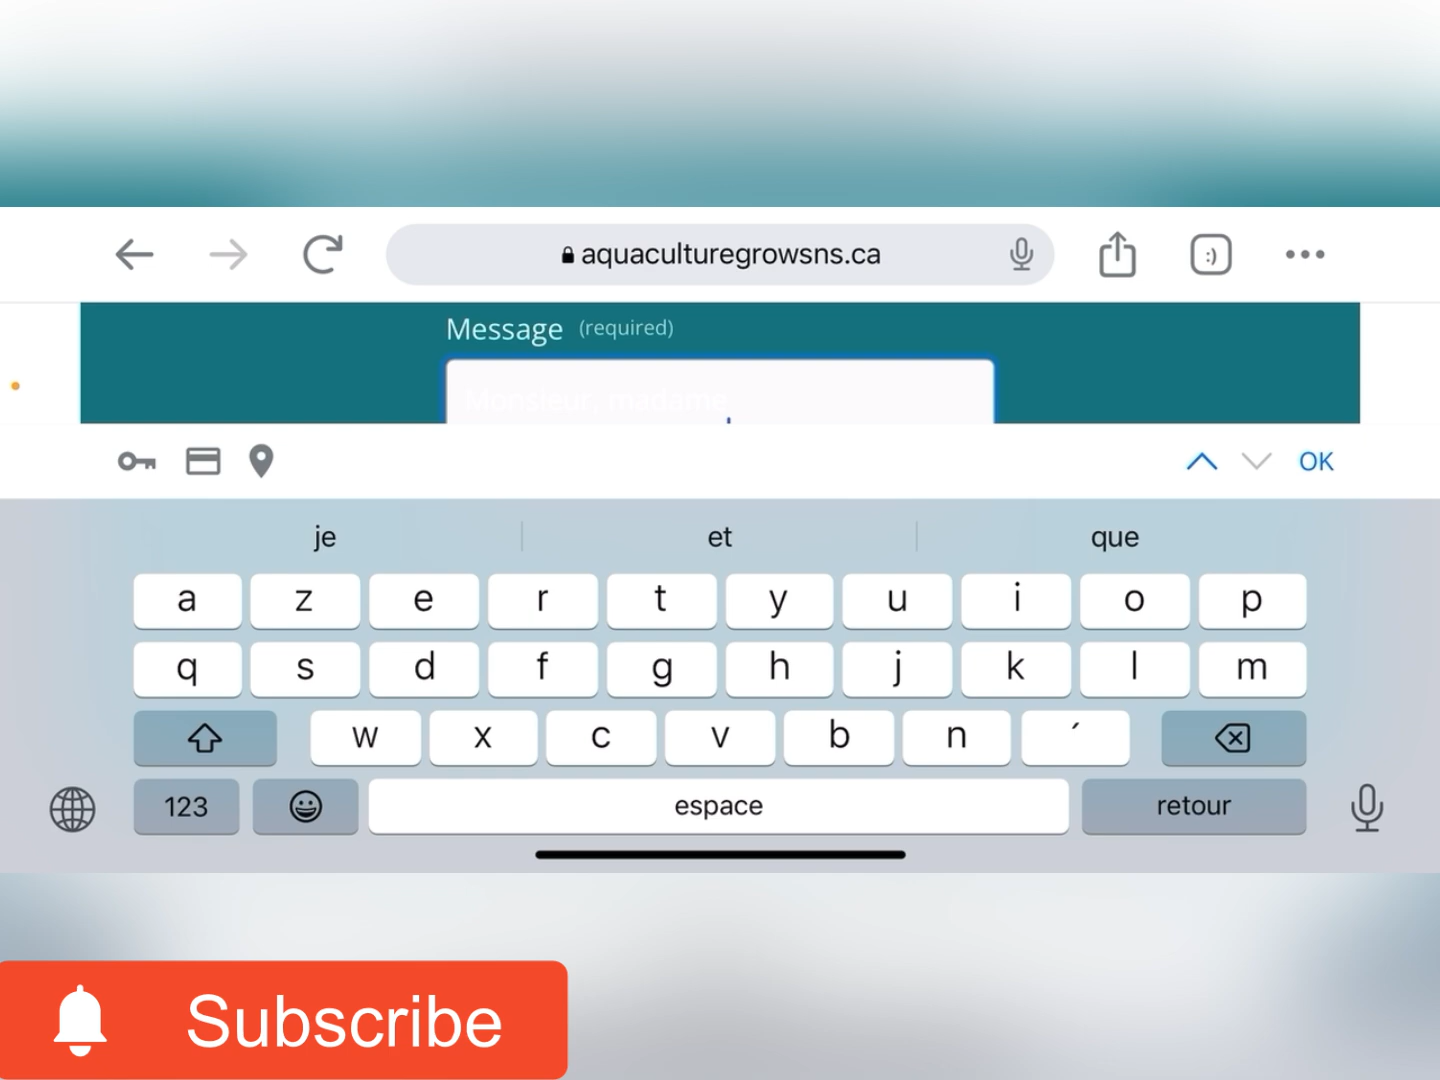 aquaculturegrowsns.ca
:)
Message (required)
Monsieur, madame
OK
je et que
a z e r t y u i o p
q s d f g h j k l m
w x c v b n ´
123 espace retour
Subscribe